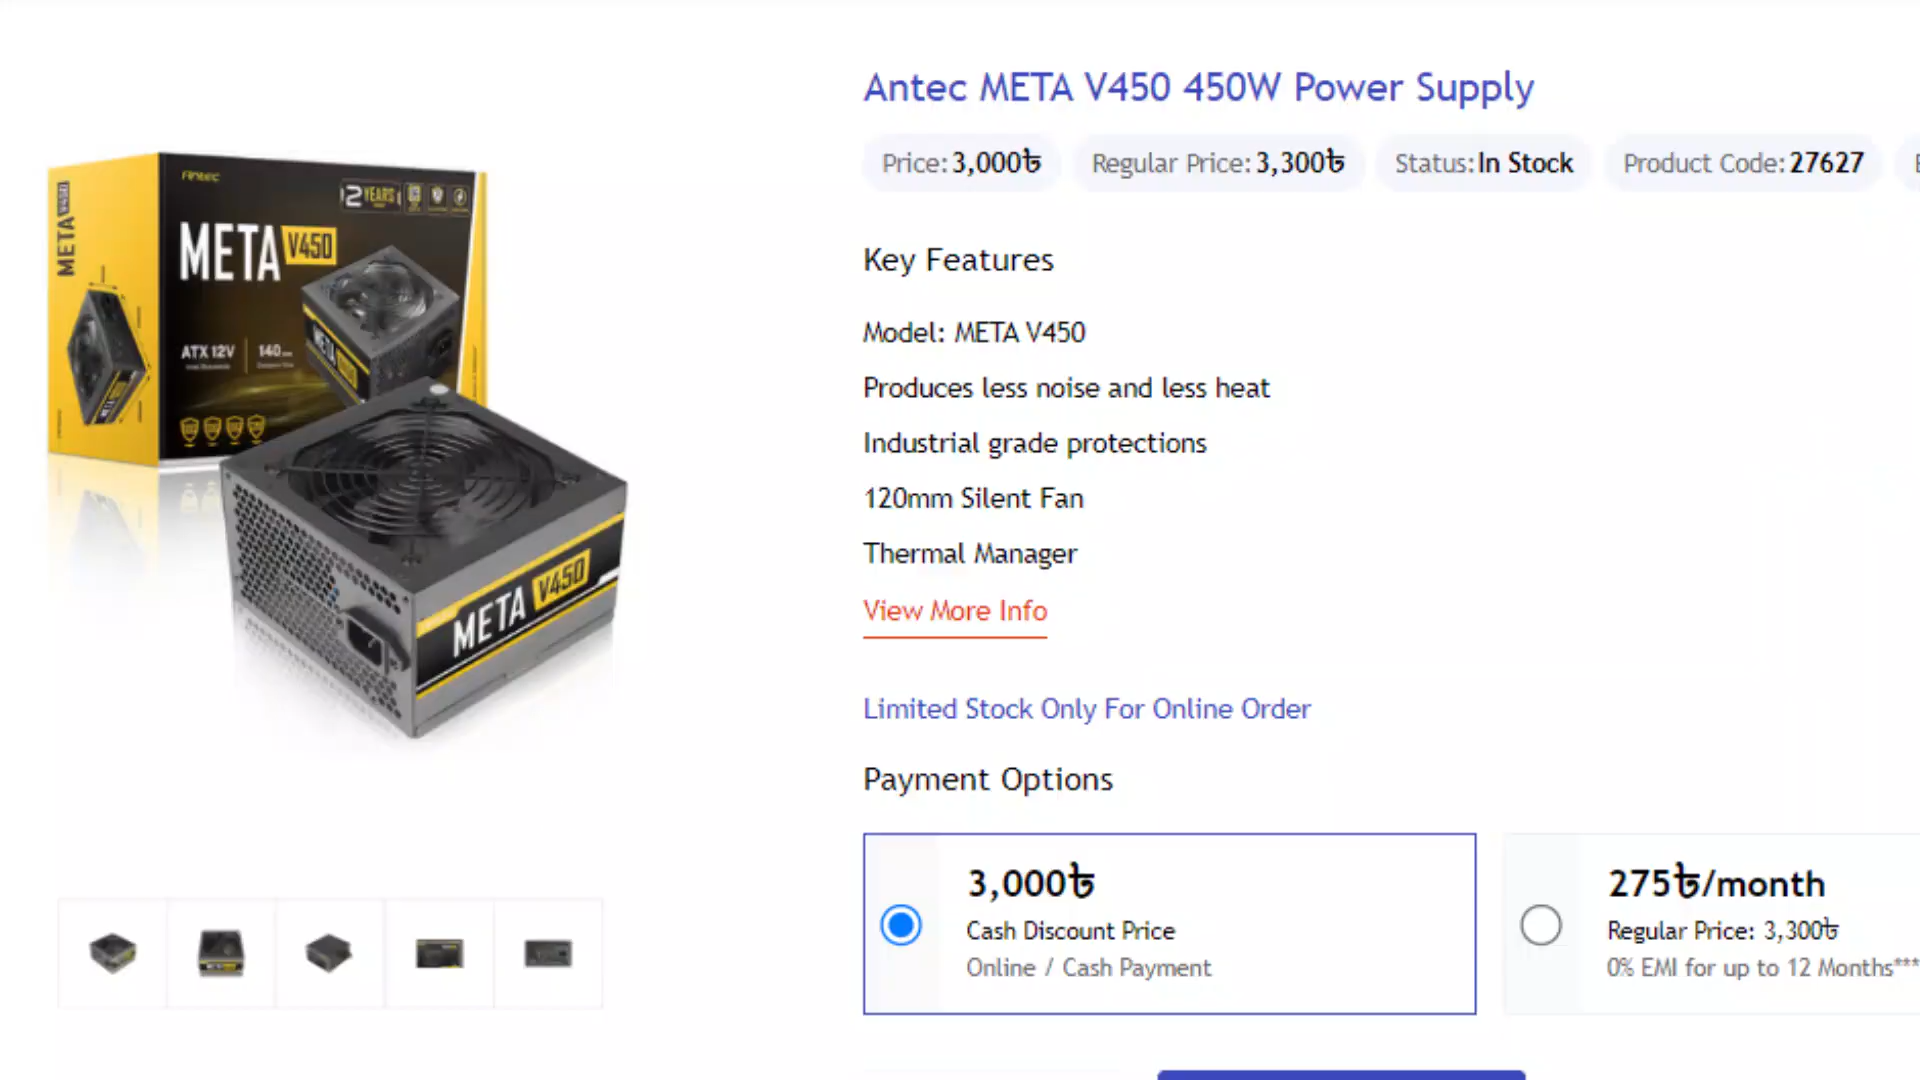 Antec META V450 450W Power Supply
Price: 3,000৳ Regular Price: 3,300৳ Status: In Stock Product Code: 27627
Antec
2 YEARS
META V450
META V450
ATX 12V 140mm
META V450
Key Features
Model: META V450
Produces less noise and less heat
Industrial grade protections
120mm Silent Fan
Thermal Manager
View More Info
Limited Stock Only For Online Order
Payment Options
3,000৳
Cash Discount Price
Online / Cash Payment
275৳/month
Regular Price: 3,300৳
0% EMI for up to 12 Months***